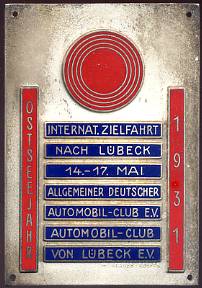 OSTSEEJAHR
INTERNAT. ZIELFAHRT
NACH LÜBECK
14.-17. MAI
ALLGEMEINER DEUTSCHER
AUTOMOBIL-CLUB E.V.
AUTOMOBIL-CLUB
VON LÜBECK E.V.
1931